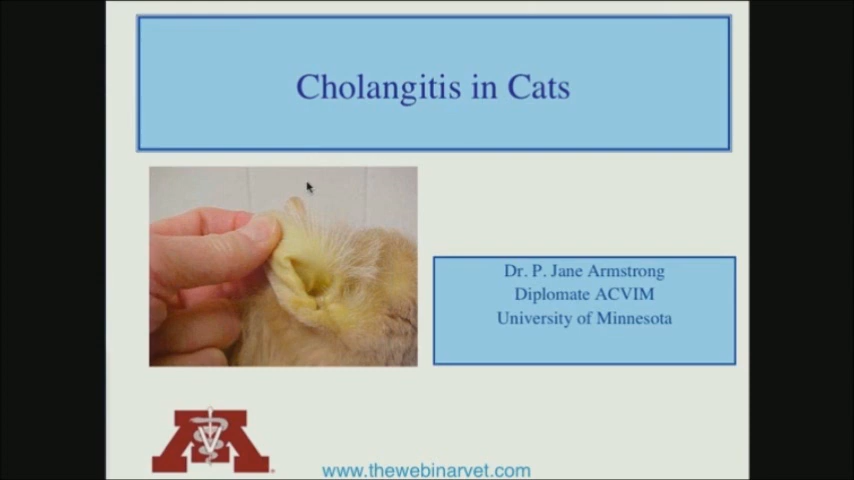 Cholangitis in Cats
Dr. P. Jane Armstrong
Diplomate ACVIM
University of Minnesota
www.thewebinarvet.com